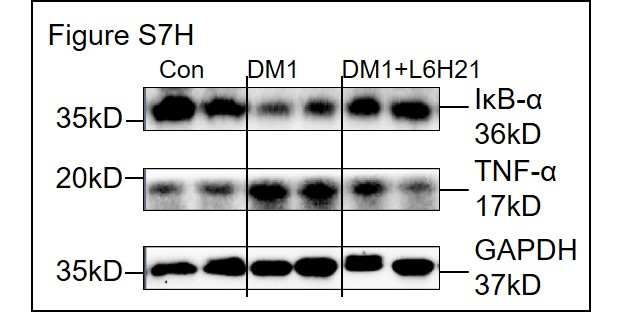 Figure S7H
Con DM1 DM1+L6H21
35kD IκB-α
36kD
20kD TNF-α
17kD
35kD GAPDH
37kD